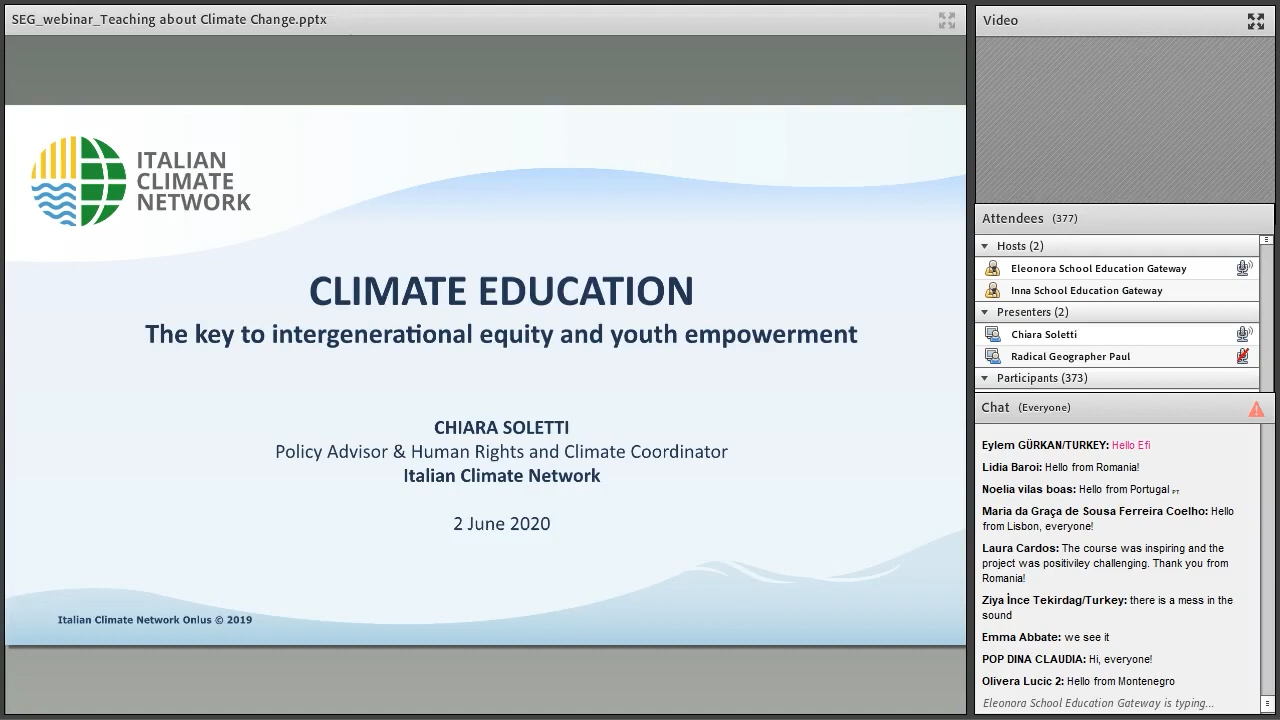 SEG_webinar_Teaching about Climate Change.pptx
ITALIAN
CLIMATE
NETWORK
CLIMATE EDUCATION
The key to intergenerational equity and youth empowerment
CHIARA SOLETTI
Policy Advisor & Human Rights and Climate Coordinator
Italian Climate Network
2 June 2020
Italian Climate Network Onlus © 2019
Video
Attendees (377)
Hosts (2)
Eleonora School Education Gateway
Inna School Education Gateway
Presenters (2)
Chiara Soletti
Radical Geographer Paul
Participants (373)
Chat (Everyone)
Eylem GÜRKAN/TURKEY: Hello Efi
Lidia Baroi: Hello from Romania!
Noelia vilas boas: Hello from Portugal PT
Maria da Graça de Sousa Ferreira Coelho: Hello
from Lisbon, everyone!
Laura Cardos: The course was inspiring and the
project was positiviley challenging. Thank you from
Romania!
Ziya İnce Tekirdag/Turkey: there is a mess in the
sound
Emma Abbate: we see it
POP DINA CLAUDIA: Hi, everyone!
Olivera Lucic 2: Hello from Montenegro
Eleonora School Education Gateway is typing...